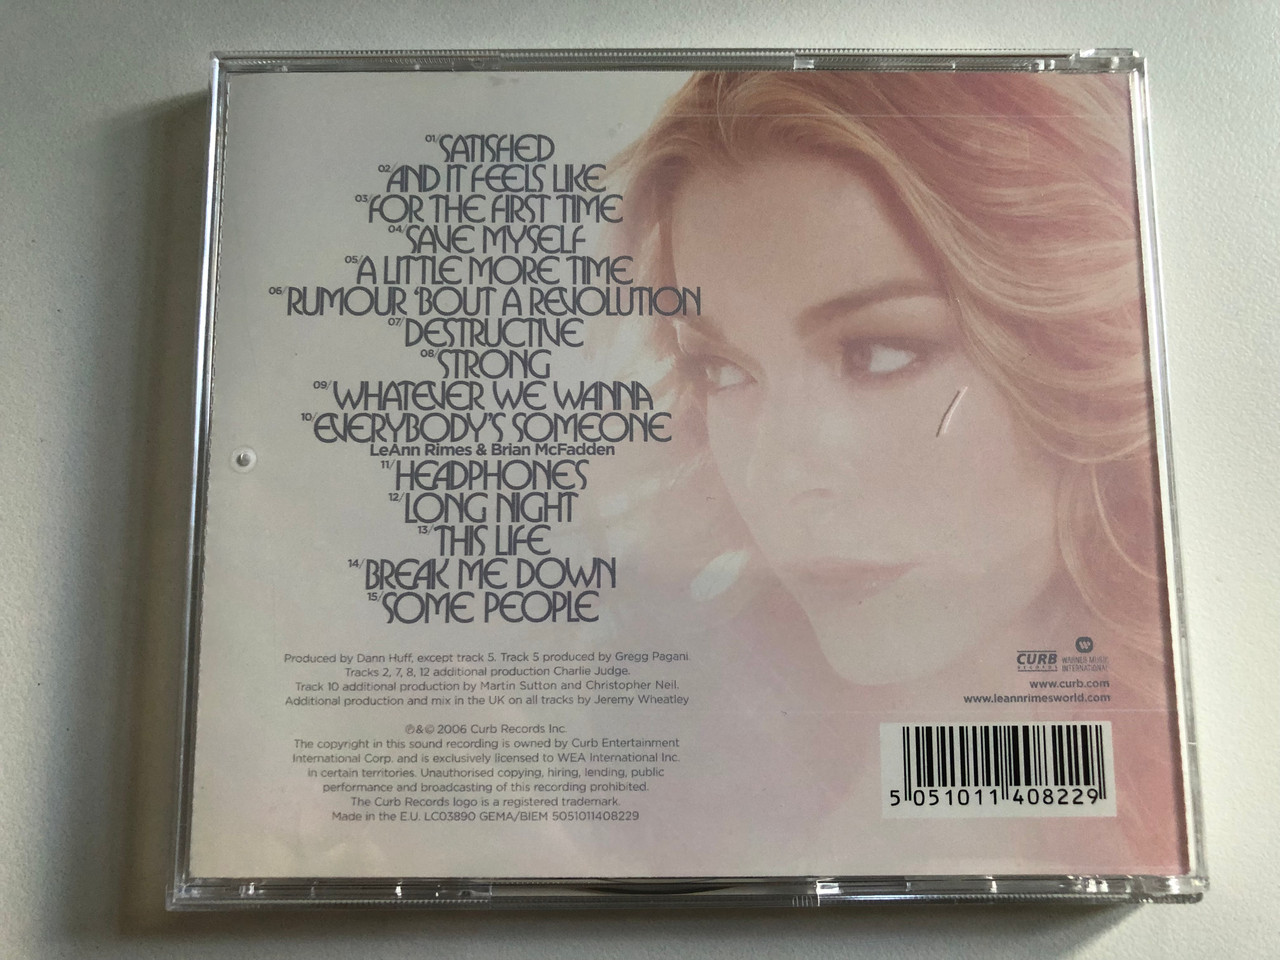 01/SATISFIED
02/AND IT FEELS LIKE
03/FOR THE FIRST TIME
04/SAVE MYSELF
05/A LITTLE MORE TIME
06/RUMOUR 'BOUT A REVOLUTION
07/DESTRUCTIVE
08/STRONG
09/WHATEVER WE WANNA
10/EVERYBODY'S SOMEONE
LeAnn Rimes & Brian McFadden
11/HEADPHONES
12/LONG NIGHT
13/THIS LIFE
14/BREAK ME DOWN
15/SOME PEOPLE
Produced by Dann Huff, except track 5. Track 5 produced by Gregg Pagani.
Tracks 2, 7, 8, 12 additional production Charlie Judge.
Track 10 additional production by Martin Sutton and Christopher Neil.
Additional production and mix in the UK on all tracks by Jeremy Wheatley
℗&© 2006 Curb Records Inc.
The copyright in this sound recording is owned by Curb Entertainment
International Corp. and is exclusively licensed to WEA International Inc.
in certain territories. Unauthorised copying, hiring, lending, public
performance and broadcasting of this recording prohibited.
The Curb Records logo is a registered trademark.
Made in the E.U. LC03890 GEMA/BIEM 5051011408229
CURB
RECORDS
WARNER MUSIC
INTERNATIONAL
www.curb.com
www.leannrimesworld.com
5 051011 408229